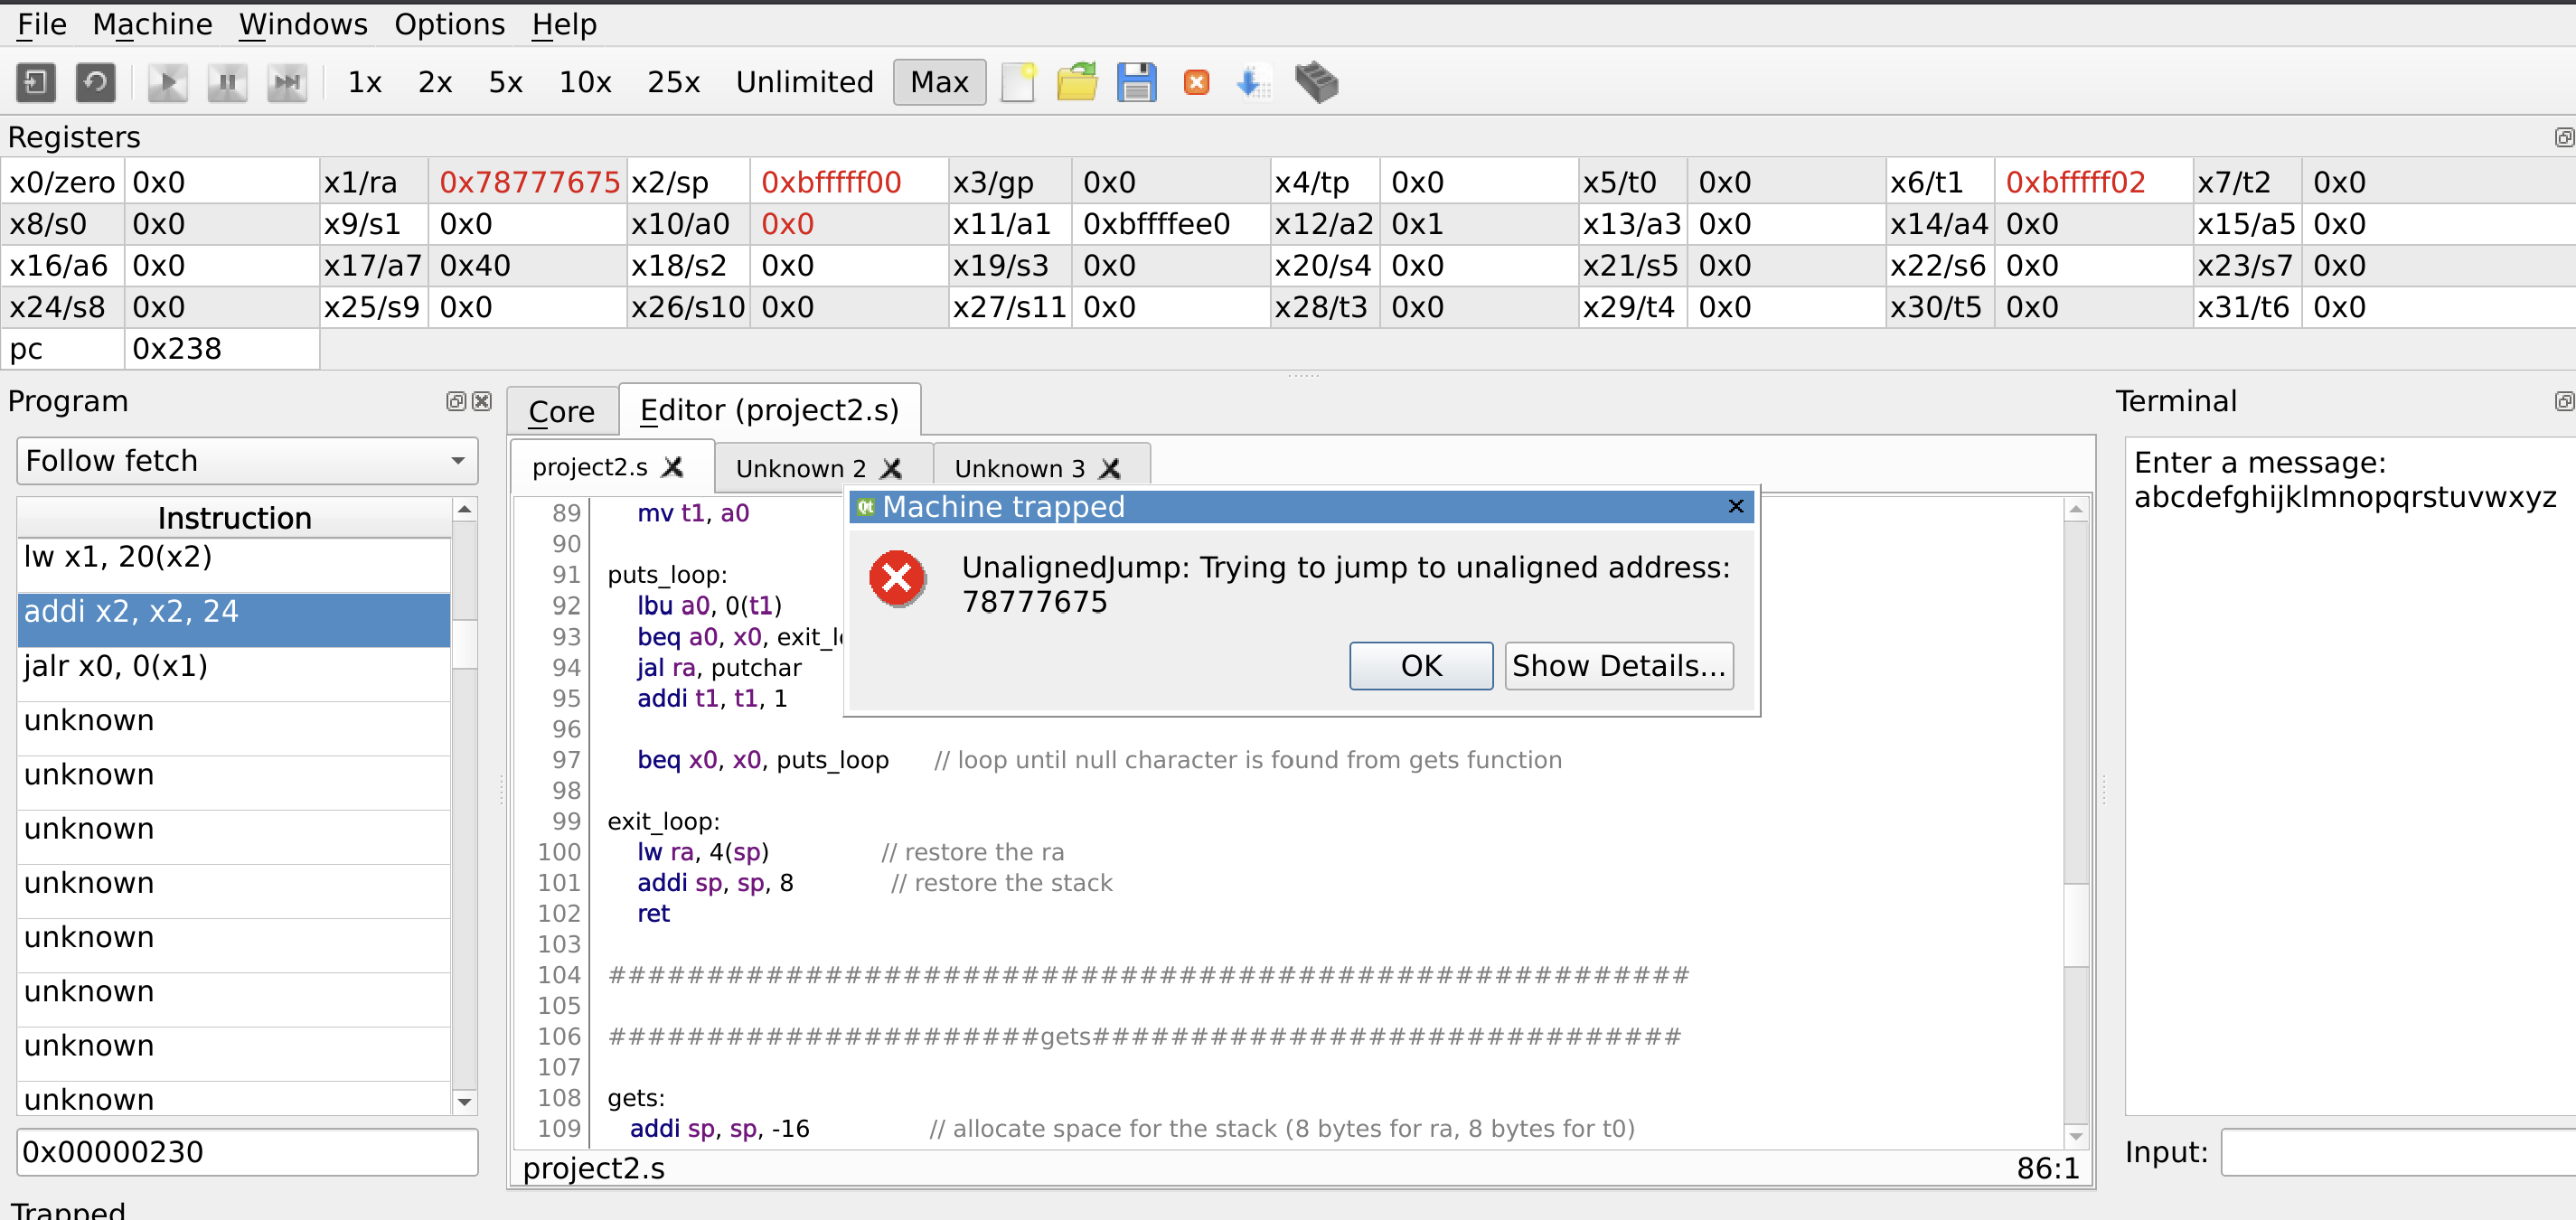 File Machine Windows Options Help
1x 2x 5x 10x 25x Unlimited Max
Registers
x0/zero 0x0 x1/ra 0x78777675 x2/sp 0xbfffff00 x3/gp 0x0 x4/tp 0x0 x5/t0 0x0 x6/t1 0xbfffff02 x7/t2 0x0
x8/s0 0x0 x9/s1 0x0 x10/a0 0x0 x11/a1 0xbffffee0 x12/a2 0x1 x13/a3 0x0 x14/a4 0x0 x15/a5 0x0
x16/a6 0x0 x17/a7 0x40 x18/s2 0x0 x19/s3 0x0 x20/s4 0x0 x21/s5 0x0 x22/s6 0x0 x23/s7 0x0
x24/s8 0x0 x25/s9 0x0 x26/s10 0x0 x27/s11 0x0 x28/t3 0x0 x29/t4 0x0 x30/t5 0x0 x31/t6 0x0
pc 0x238
Program
Follow fetch
Instruction
lw x1, 20(x2)
addi x2, x2, 24
jalr x0, 0(x1)
unknown
unknown
unknown
unknown
unknown
unknown
unknown
unknown
0x00000230
Trapped
Core Editor (project2.s)
project2.s Unknown 2 Unknown 3
89 mv t1, a0
90
91 puts_loop:
92 lbu a0, 0(t1)
93 beq a0, x0,
94 jal ra, putchar
95 addi t1, t1, 1
96
97 beq x0, x0, puts_loop // loop until null character is found from gets function
98
99 exit_loop:
100 lw ra, 4(sp) // restore the ra
101 addi sp, sp, 8 // restore the stack
102 ret
103
104 #######################################################
105
106 ######################gets##############################
107
108 gets:
109 addi sp, sp, -16 // allocate space for the stack (8 bytes for ra, 8 bytes for t0)
project2.s 86:1
Machine trapped
UnalignedJump: Trying to jump to unaligned address:
78777675
OK Show Details...
Terminal
Enter a message:
abcdefghijklmnopqrstuvwxyz
Input: